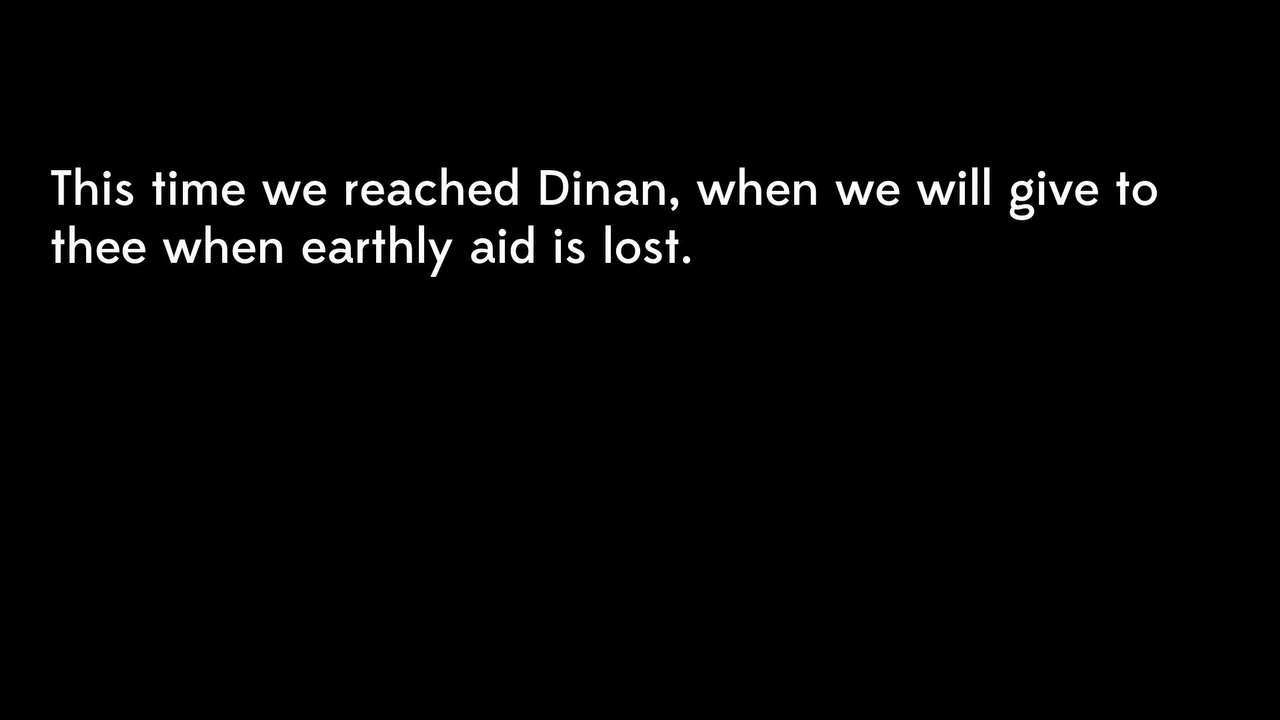 This time we reached Dinan, when we will give to
thee when earthly aid is lost.